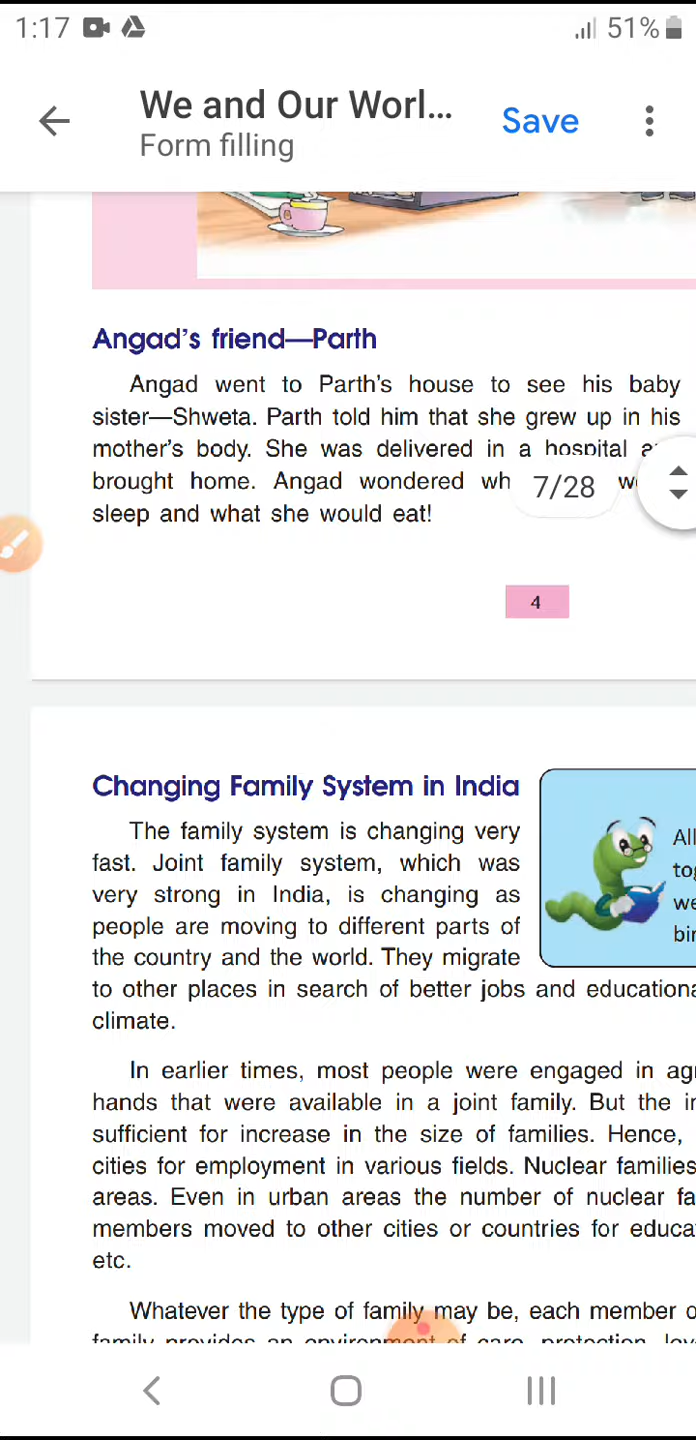 1:17
51%
We and Our Worl...
Save
Form filling
Angad's friend—Parth
Angad went to Parth's house to see his baby
sister—Shweta. Parth told him that she grew up in his
mother's body. She was delivered in a hospital
brought home. Angad wondered
7/28
sleep and what she would eat!
4
Changing Family System in India
The family system is changing very
fast. Joint family system, which was
very strong in India, is changing as
people are moving to different parts of
the country and the world. They migrate
to other places in search of better jobs and
climate.
All
In earlier times, most people were engaged in
hands that were available in a joint family. But the
sufficient for increase in the size of families. Hence,
cities for employment in various fields. Nuclear families
areas. Even in urban areas the number of nuclear
members moved to other cities or countries for
etc.
Whatever the type of family may be, each member
family provides an environment of care, protection,